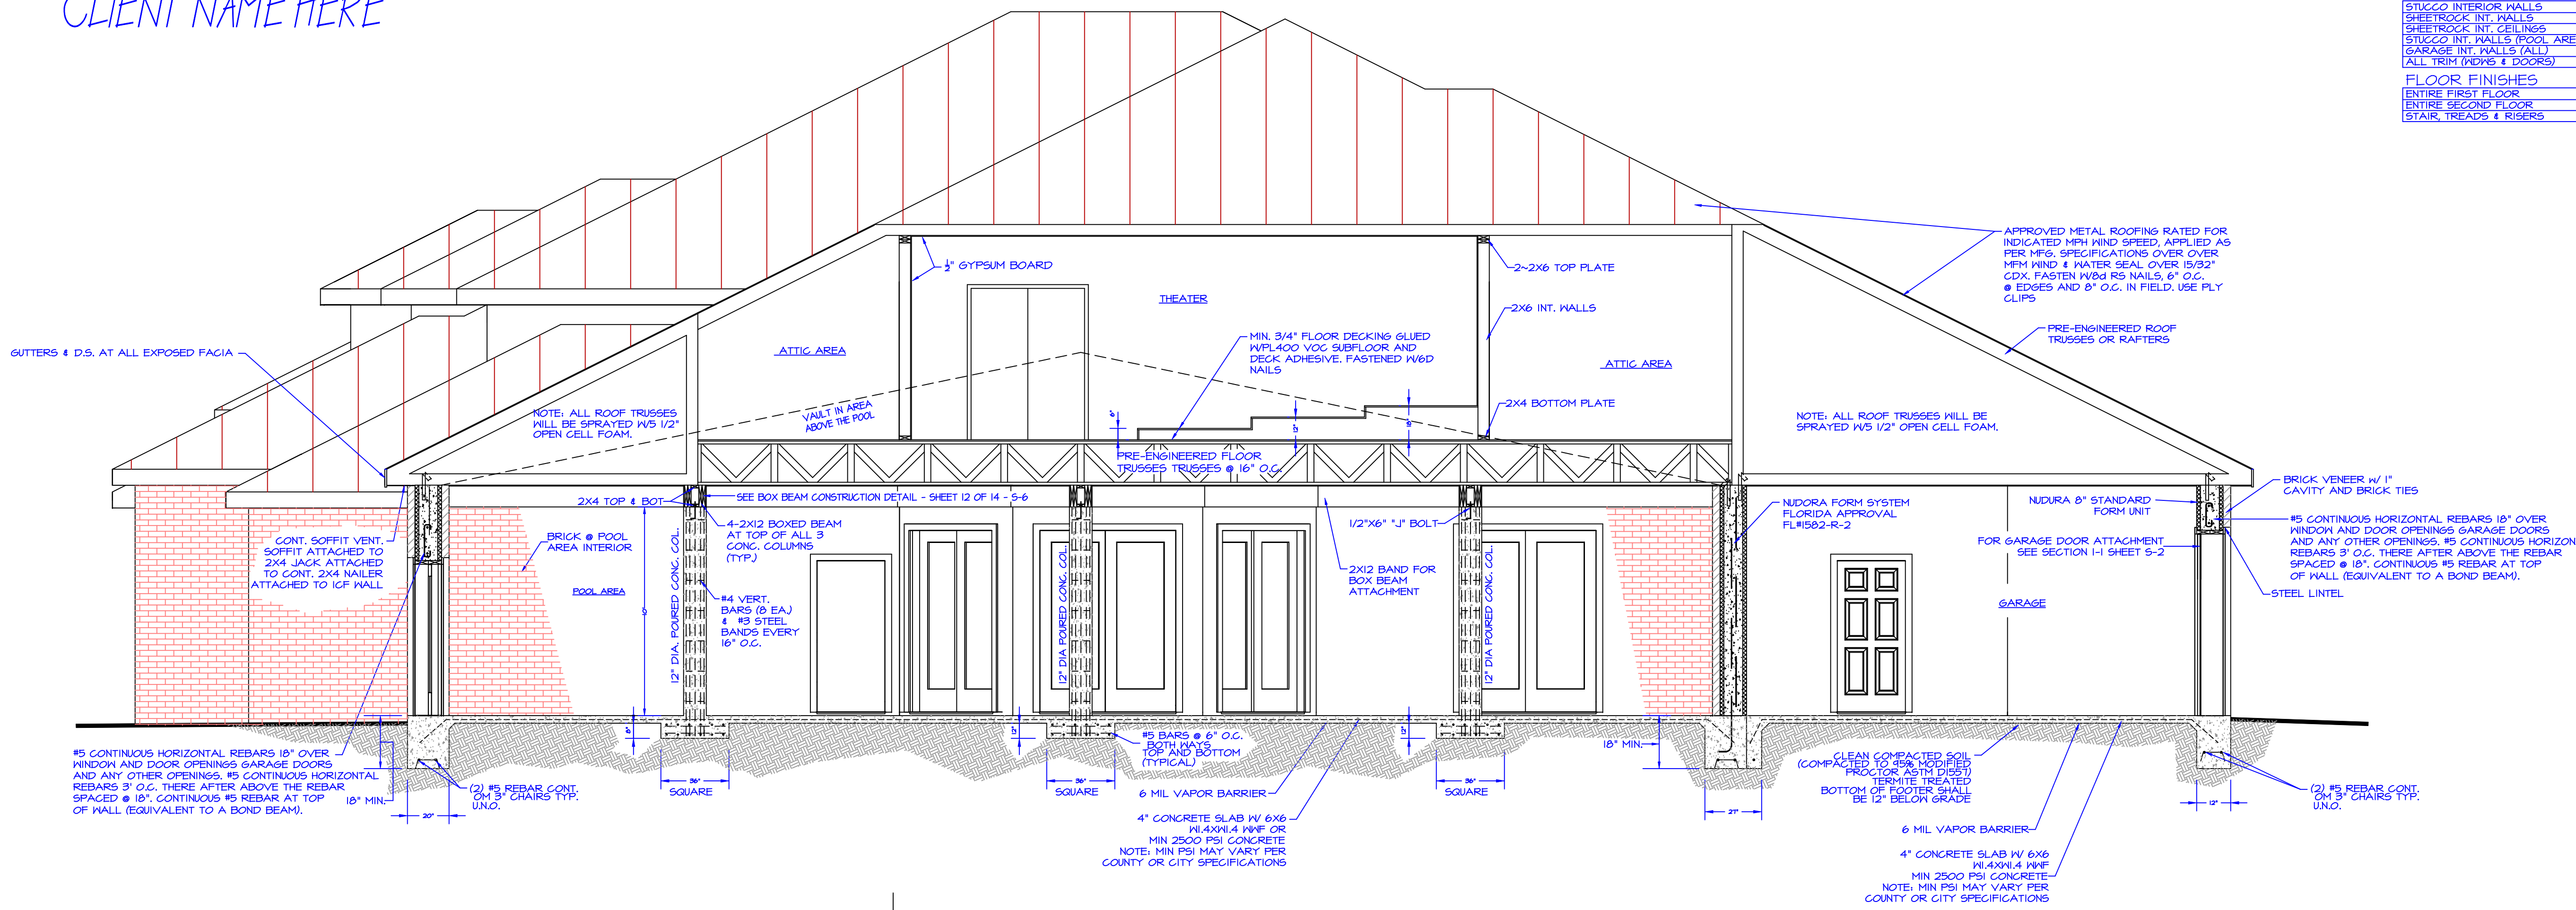 CLIENT NAME HERE
STUCCO INTERIOR WALLS
SHEETROCK INT. WALLS
SHEETROCK INT. CEILINGS
STUCCO INT. WALLS (POOL ARE
GARAGE INT. WALLS (ALL)
ALL TRIM (WDWS & DOORS)
FLOOR FINISHES
ENTIRE FIRST FLOOR
ENTIRE SECOND FLOOR
STAIR, TREADS & RISERS
APPROVED METAL ROOFING RATED FOR
INDICATED MPH WIND SPEED, APPLIED AS
PER MFG. SPECIFICATIONS OVER OVER
MFM WIND & WATER SEAL OVER 15/32"
CDX. FASTEN W/8d RS NAILS, 6" O.C.
@ EDGES AND 8" O.C. IN FIELD. USE PLY
CLIPS
PRE-ENGINEERED ROOF
TRUSSES OR RAFTERS
1/2" GYPSUM BOARD
THEATER
2~2X6 TOP PLATE
2X6 INT. WALLS
MIN. 3/4" FLOOR DECKING GLUED
W/PL400 VOC SUBFLOOR AND
DECK ADHESIVE. FASTENED W/6D
NAILS
ATTIC AREA
ATTIC AREA
GUTTERS & D.S. AT ALL EXPOSED FACIA
VAULT IN AREA
ABOVE THE POOL
2X4 BOTTOM PLATE
NOTE: ALL ROOF TRUSSES
WILL BE SPRAYED W/5 1/2"
OPEN CELL FOAM.
NOTE: ALL ROOF TRUSSES WILL BE
SPRAYED W/5 1/2" OPEN CELL FOAM.
6"
12"
PRE-ENGINEERED FLOOR
TRUSSES TRUSSES @ 16" O.C.
2X4 TOP & BOT
SEE BOX BEAM CONSTRUCTION DETAIL - SHEET 12 OF 14 - S-6
4-2X12 BOXED BEAM
AT TOP OF ALL 3
CONC. COLUMNS
(TYP.)
1/2"X6" "J" BOLT
2X12 BAND FOR
BOX BEAM
ATTACHMENT
NUDORA FORM SYSTEM
FLORIDA APPROVAL
FL#1582-R-2
NUDURA 8" STANDARD
FORM UNIT
BRICK VENEER W/ 1"
CAVITY AND BRICK TIES
#5 CONTINUOUS HORIZONTAL REBARS 18" OVER
WINDOW AND DOOR OPENINGS GARAGE DOORS
AND ANY OTHER OPENINGS. #5 CONTINUOUS HORIZON
REBARS 3' O.C. THERE AFTER ABOVE THE REBAR
SPACED @ 18". CONTINUOUS #5 REBAR AT TOP
OF WALL (EQUIVALENT TO A BOND BEAM).
STEEL LINTEL
FOR GARAGE DOOR ATTACHMENT
SEE SECTION 1-1 SHEET S-2
GARAGE
CONT. SOFFIT VENT.
SOFFIT ATTACHED TO
2X4 JACK ATTACHED
TO CONT. 2X4 NAILER
ATTACHED TO ICF WALL
BRICK @ POOL
AREA INTERIOR
POOL AREA
#4 VERT.
BARS (8 EA.)
& #3 STEEL
BANDS EVERY
16" O.C.
12" DIA. POURED CONC. COL.
12" DIA POURED CONC. COL.
12" DIA POURED CONC. COL.
#5 CONTINUOUS HORIZONTAL REBARS 18" OVER
WINDOW AND DOOR OPENINGS GARAGE DOORS
AND ANY OTHER OPENINGS. #5 CONTINUOUS HORIZONTAL
REBARS 3' O.C. THERE AFTER ABOVE THE REBAR
SPACED @ 18". CONTINUOUS #5 REBAR AT TOP
OF WALL (EQUIVALENT TO A BOND BEAM).
18" MIN.
20"
(2) #5 REBAR CONT.
OM 3" CHAIRS TYP.
U.N.O.
36"
SQUARE
12"
#5 BARS @ 6" O.C.
BOTH WAYS
TOP AND BOTTOM
(TYPICAL)
36"
SQUARE
6 MIL VAPOR BARRIER
4" CONCRETE SLAB W/ 6X6
W1.4XW1.4 WWF OR
MIN 2500 PSI CONCRETE
NOTE: MIN PSI MAY VARY PER
COUNTY OR CITY SPECIFICATIONS
12"
36"
SQUARE
18" MIN.
27"
CLEAN COMPACTED SOIL
(COMPACTED TO 95% MODIFIED
PROCTOR ASTM D1557)
TERMITE TREATED
BOTTOM OF FOOTER SHALL
BE 12" BELOW GRADE
6 MIL VAPOR BARRIER
4" CONCRETE SLAB W/ 6X6
W1.4XW1.4 WWF
MIN 2500 PSI CONCRETE
NOTE: MIN PSI MAY VARY PER
COUNTY OR CITY SPECIFICATIONS
12"
(2) #5 REBAR CONT.
OM 3" CHAIRS TYP.
U.N.O.